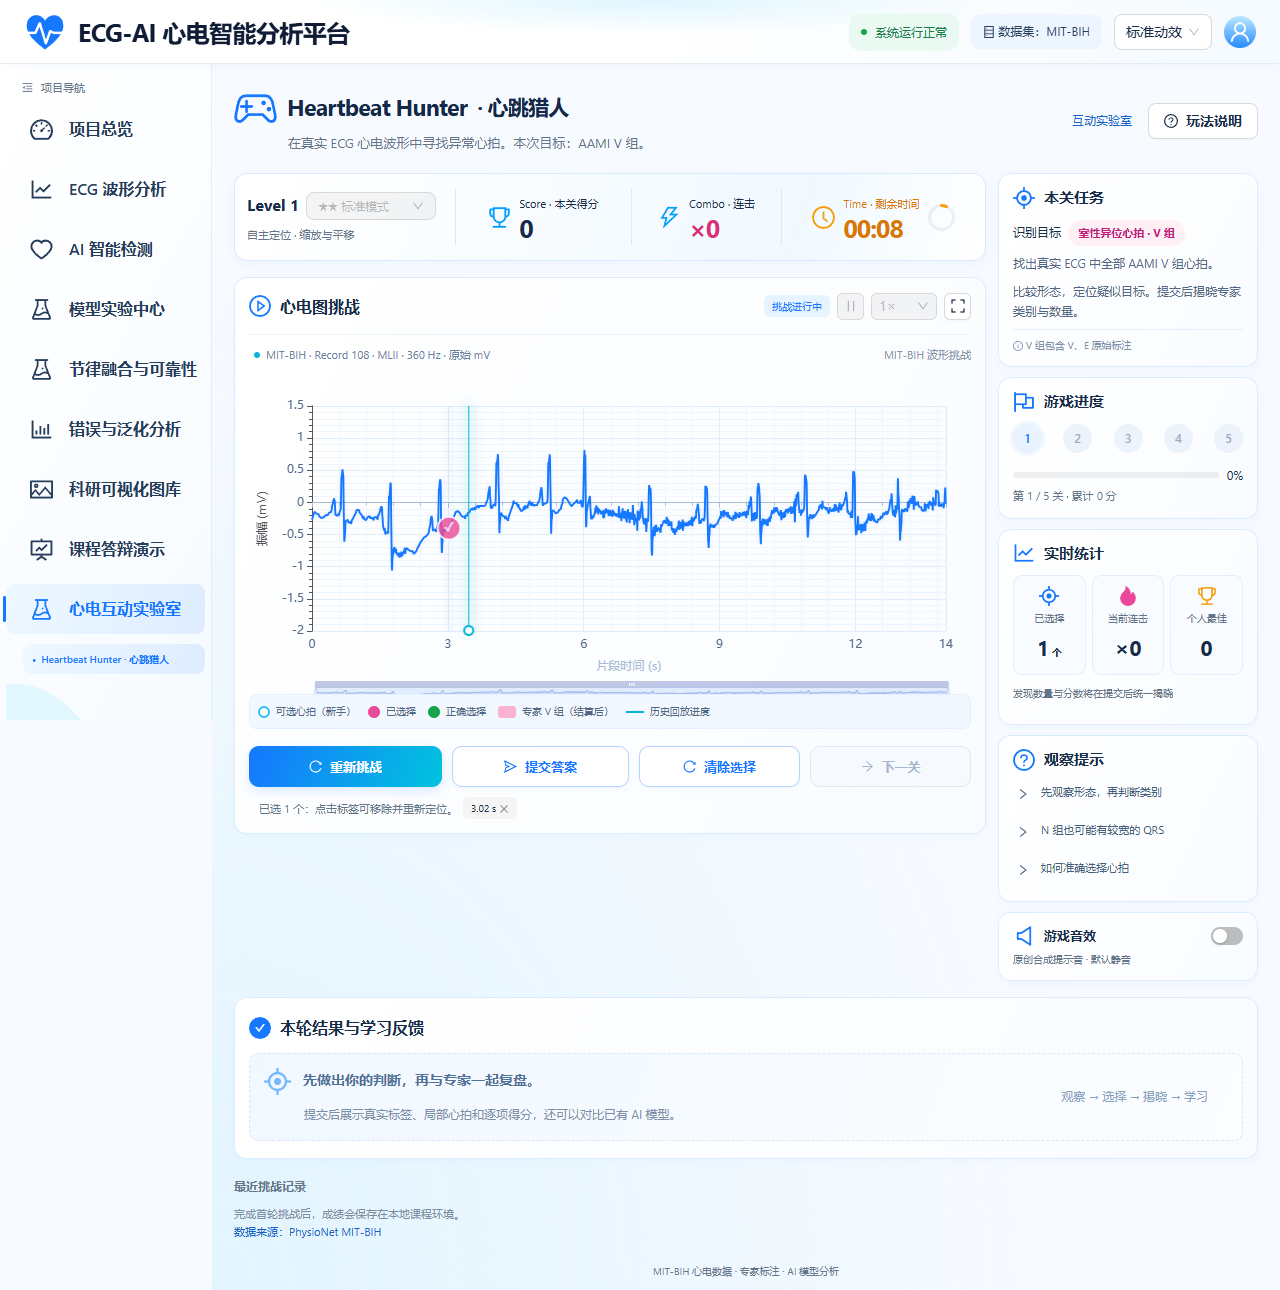 ECG-AI 心电智能分析平台
系统运行正常
数据集：MIT-BIH
标准动效
项目导航
项目总览
ECG 波形分析
AI 智能检测
模型实验中心
节律融合与可靠性
错误与泛化分析
科研可视化图库
课程答辩演示
心电互动实验室
• Heartbeat Hunter · 心跳猎人
Heartbeat Hunter · 心跳猎人
在真实 ECG 心电波形中寻找异常心拍。本次目标：AAMI V 组。
互动实验室
玩法说明
Level 1
★★ 标准模式
自主定位 · 缩放与平移
Score · 本关得分
0
Combo · 连击
×0
Time · 剩余时间
00:08
心电图挑战
挑战进行中
1×
MIT-BIH · Record 108 · MLII · 360 Hz · 原始 mV
MIT-BIH 波形挑战
振幅 (mV)
1.5
1
0.5
0
-0.5
-1
-1.5
-2
0 3 6 9 12 14
片段时间 (s)
可选心拍（新手）
已选择
正确选择
专家 V 组（结算后）
历史回放进度
重新挑战
提交答案
清除选择
下一关
已选 1 个：点击标签可移除并重新定位。
3.02 s
本关任务
识别目标
室性异位心拍 · V 组
找出真实 ECG 中全部 AAMI V 组心拍。
比较形态，定位疑似目标。提交后揭晓专家
类别与数量。
V 组包含 V、E 原始标注
游戏进度
1 2 3 4 5
0%
第 1 / 5 关 · 累计 0 分
实时统计
已选择
1 个
当前连击
×0
个人最佳
0
发现数量与分数将在提交后统一揭晓
观察提示
先观察形态，再判断类别
N 组也可能有较宽的 QRS
如何准确选择心拍
游戏音效
原创合成提示音 · 默认静音
本轮结果与学习反馈
先做出你的判断，再与专家一起复盘。
提交后展示真实标签、局部心拍和逐项得分，还可以对比已有 AI 模型。
观察 → 选择 → 揭晓 → 学习
最近挑战记录
完成首轮挑战后，成绩会保存在本地课程环境。
数据来源：PhysioNet MIT-BIH
MIT-BIH 心电数据 · 专家标注 · AI 模型分析